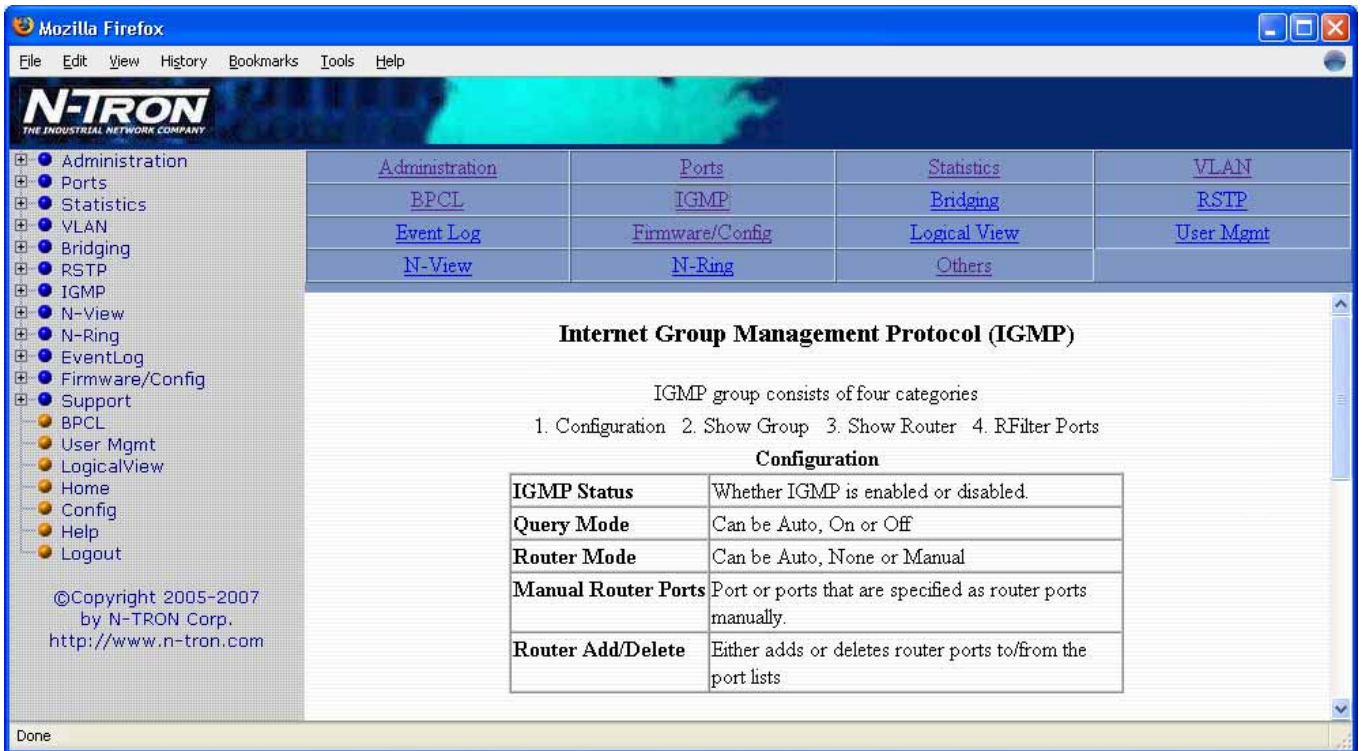 Mozilla Firefox
File Edit View History Bookmarks Tools Help
N-TRON
THE INDUSTRIAL NETWORK COMPANY
Administration
Ports
Statistics
VLAN
Bridging
RSTP
IGMP
N-View
N-Ring
EventLog
Firmware/Config
Support
BPCL
User Mgmt
LogicalView
Home
Config
Help
Logout
©Copyright 2005-2007
by N-TRON Corp.
http://www.n-tron.com
Administration Ports Statistics VLAN
BPCL IGMP Bridging RSTP
Event Log Firmware/Config Logical View User Mgmt
N-View N-Ring Others
Internet Group Management Protocol (IGMP)
IGMP group consists of four categories
1. Configuration 2. Show Group 3. Show Router 4. RFilter Ports
Configuration
IGMP Status Whether IGMP is enabled or disabled.
Query Mode Can be Auto, On or Off
Router Mode Can be Auto, None or Manual
Manual Router Ports Port or ports that are specified as router ports
manually.
Router Add/Delete Either adds or deletes router ports to/from the
port lists
Done